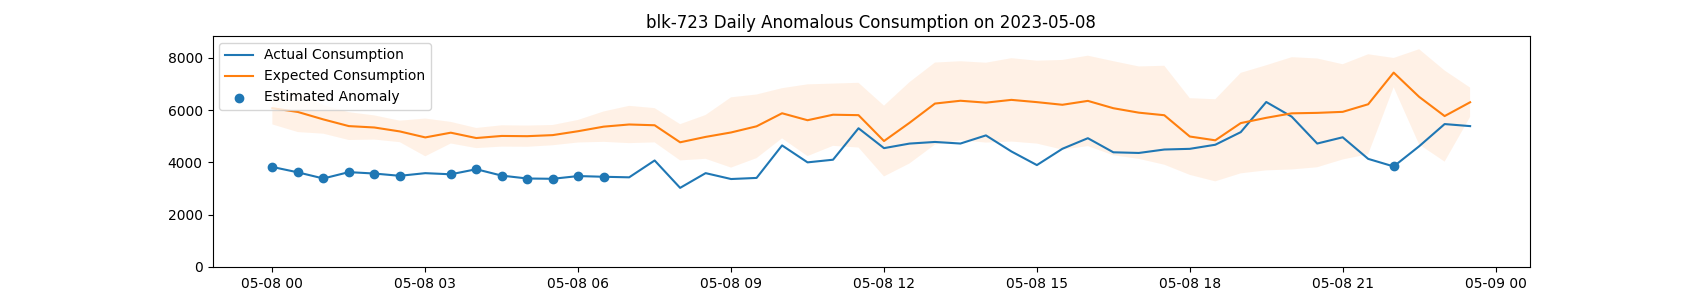 blk-723 Daily Anomalous Consumption on 2023-05-08
Actual Consumption
Expected Consumption
Estimated Anomaly
8000
6000
4000
2000
0
05-08 00 05-08 03 05-08 06 05-08 09 05-08 12 05-08 15 05-08 18 05-08 21 05-09 00